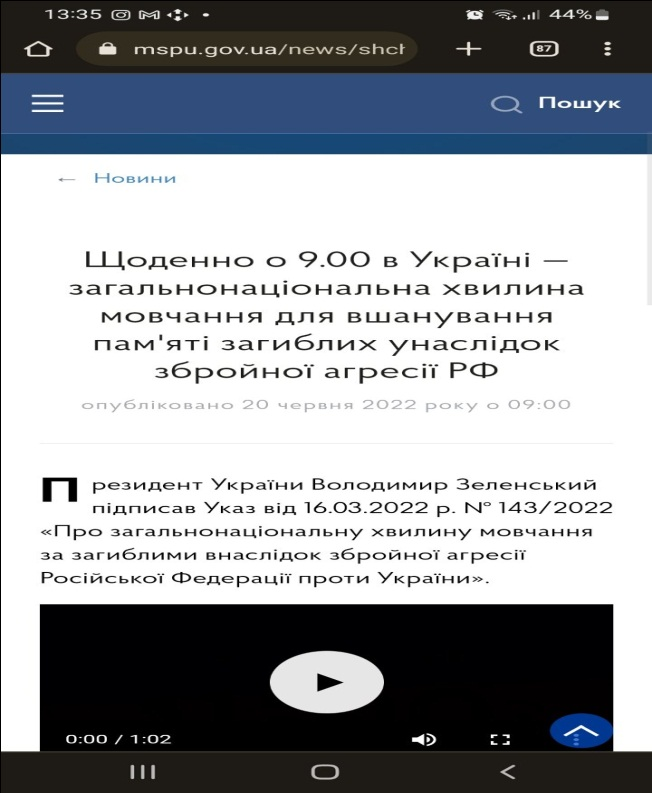 13:35 44%
mspu.gov.ua/news/shch 87
Пошук
← Новини
Щоденно о 9.00 в Україні —
загальнонаціональна хвилина
мовчання для вшанування
пам'яті загиблих унаслідок
збройної агресії РФ
опубліковано 20 червня 2022 року о 09:00
Президент України Володимир Зеленський
підписав Указ від 16.03.2022 р. № 143/2022
«Про загальнонаціональну хвилину мовчання
за загиблими внаслідок збройної агресії
Російської Федерації проти України».
0:00 / 1:02